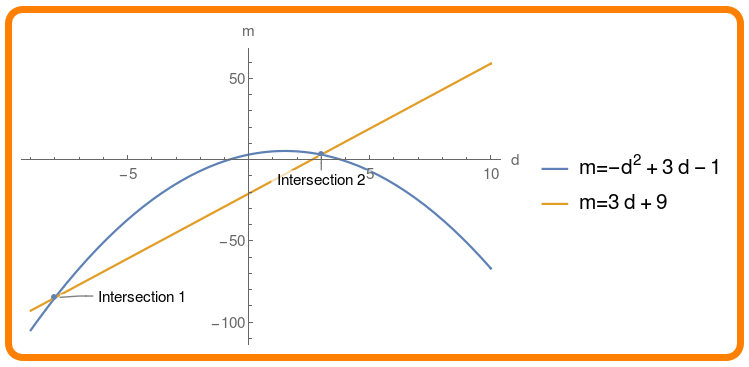 m
50
d
−5
5
10
Intersection 2
−50
Intersection 1
−100
m=−d² + 3 d − 1
m=3 d + 9